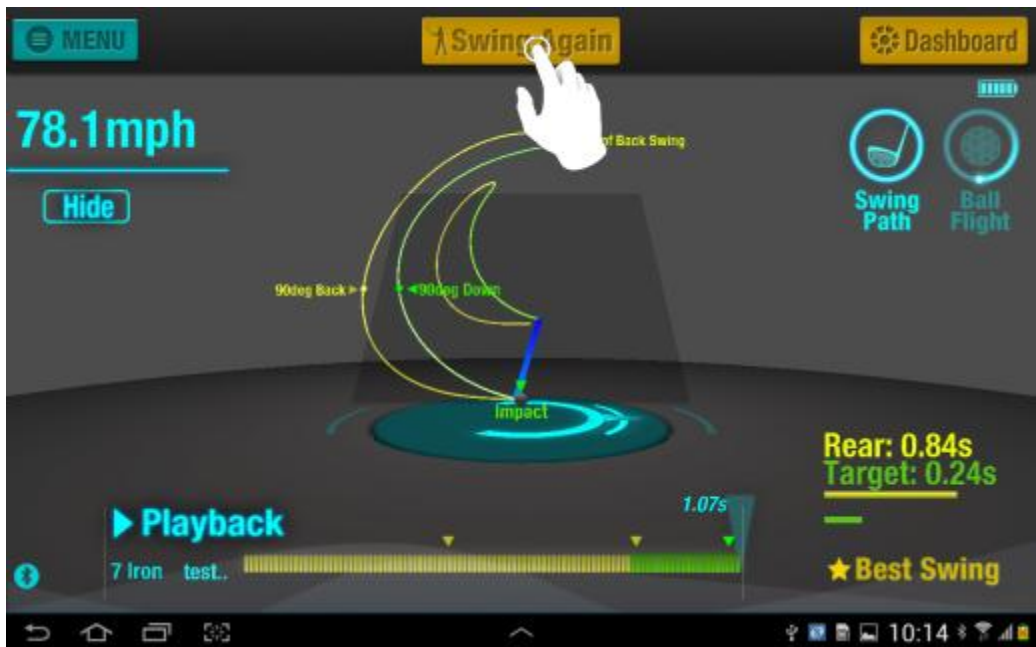 MENU
Swing Again
Dashboard
78.1mph
of Back Swing
Hide
Swing
Path
Ball
Flight
90deg Back
90deg Down
Impact
Rear: 0.84s
Target: 0.24s
1.07s
Playback
7 Iron test..
Best Swing
10:14